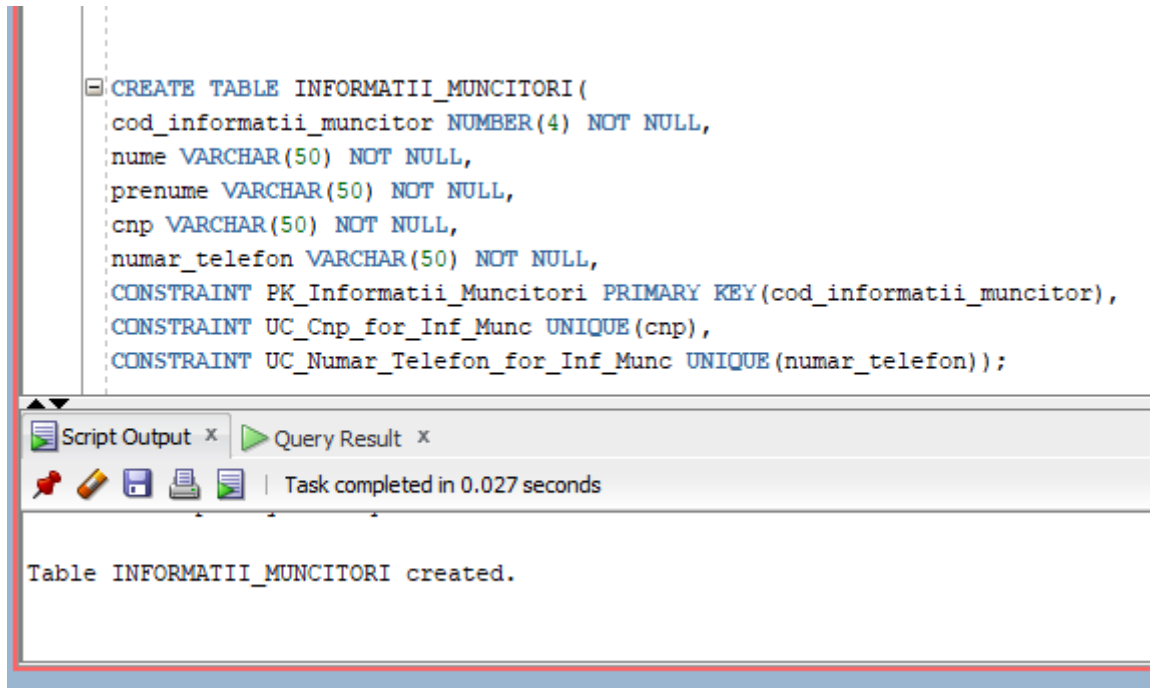 CREATE TABLE INFORMATII_MUNCITORI(
cod_informatii_muncitor NUMBER(4) NOT NULL,
nume VARCHAR(50) NOT NULL,
prenume VARCHAR(50) NOT NULL,
cnp VARCHAR(50) NOT NULL,
numar_telefon VARCHAR(50) NOT NULL,
CONSTRAINT PK_Informatii_Muncitori PRIMARY KEY(cod_informatii_muncitor),
CONSTRAINT UC_Cnp_for_Inf_Munc UNIQUE(cnp),
CONSTRAINT UC_Numar_Telefon_for_Inf_Munc UNIQUE(numar_telefon));
Script Output x Query Result x
Task completed in 0.027 seconds
Table INFORMATII_MUNCITORI created.